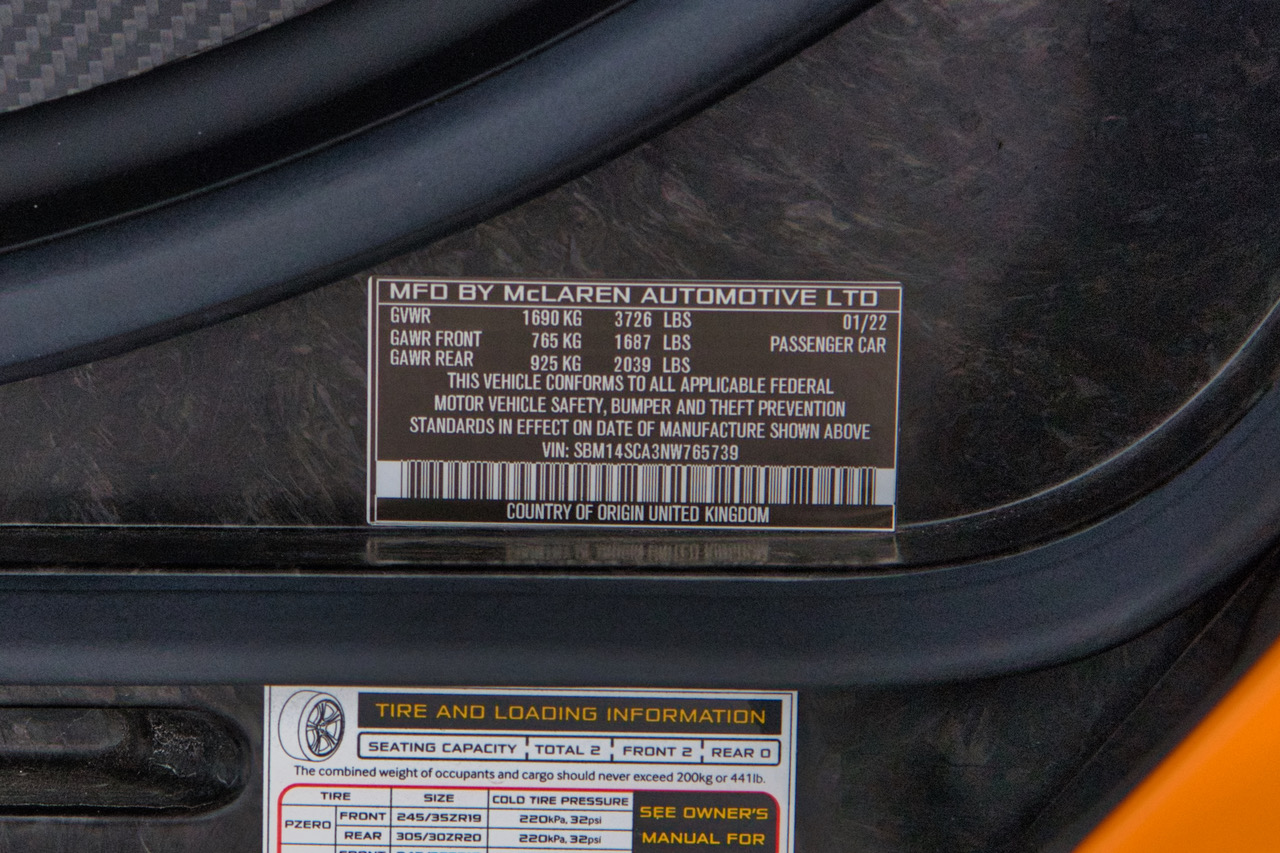 MFD BY McLAREN AUTOMOTIVE LTD
GVWR 1690 KG 3726 LBS 01/22
GAWR FRONT 765 KG 1687 LBS PASSENGER CAR
GAWR REAR 925 KG 2039 LBS
THIS VEHICLE CONFORMS TO ALL APPLICABLE FEDERAL
MOTOR VEHICLE SAFETY, BUMPER AND THEFT PREVENTION
STANDARDS IN EFFECT ON DATE OF MANUFACTURE SHOWN ABOVE
VIN: SBM14SCA3NW765739
COUNTRY OF ORIGIN UNITED KINGDOM
TIRE AND LOADING INFORMATION
SEATING CAPACITY TOTAL 2 FRONT 2 REAR 0
The combined weight of occupants and cargo should never exceed 200kg or 441lb.
TIRE SIZE COLD TIRE PRESSURE
PZERO FRONT 245/35ZR19 220kPa, 32psi SEE OWNER'S
REAR 305/30ZR20 220kPa, 32psi MANUAL FOR